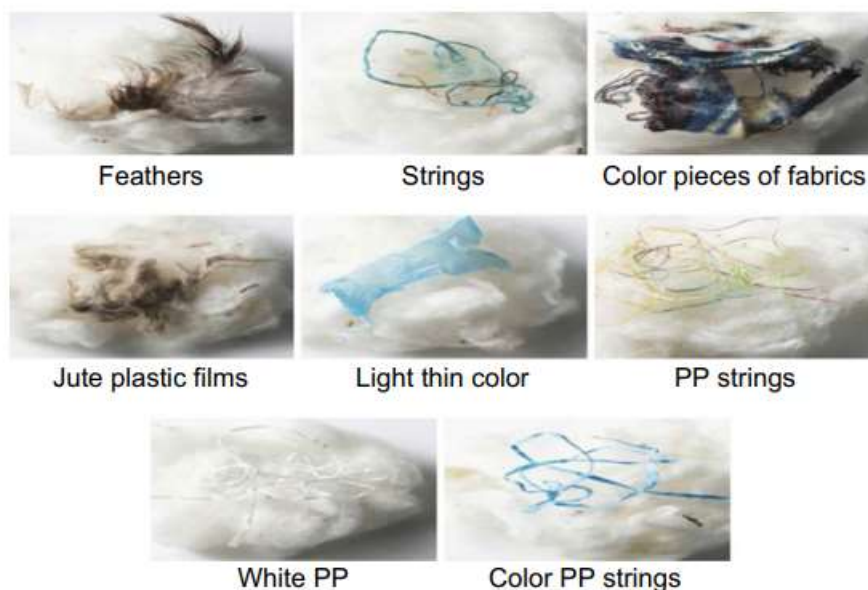 Feathers
Strings
Color pieces of fabrics
Jute plastic films
Light thin color
PP strings
White PP
Color PP strings